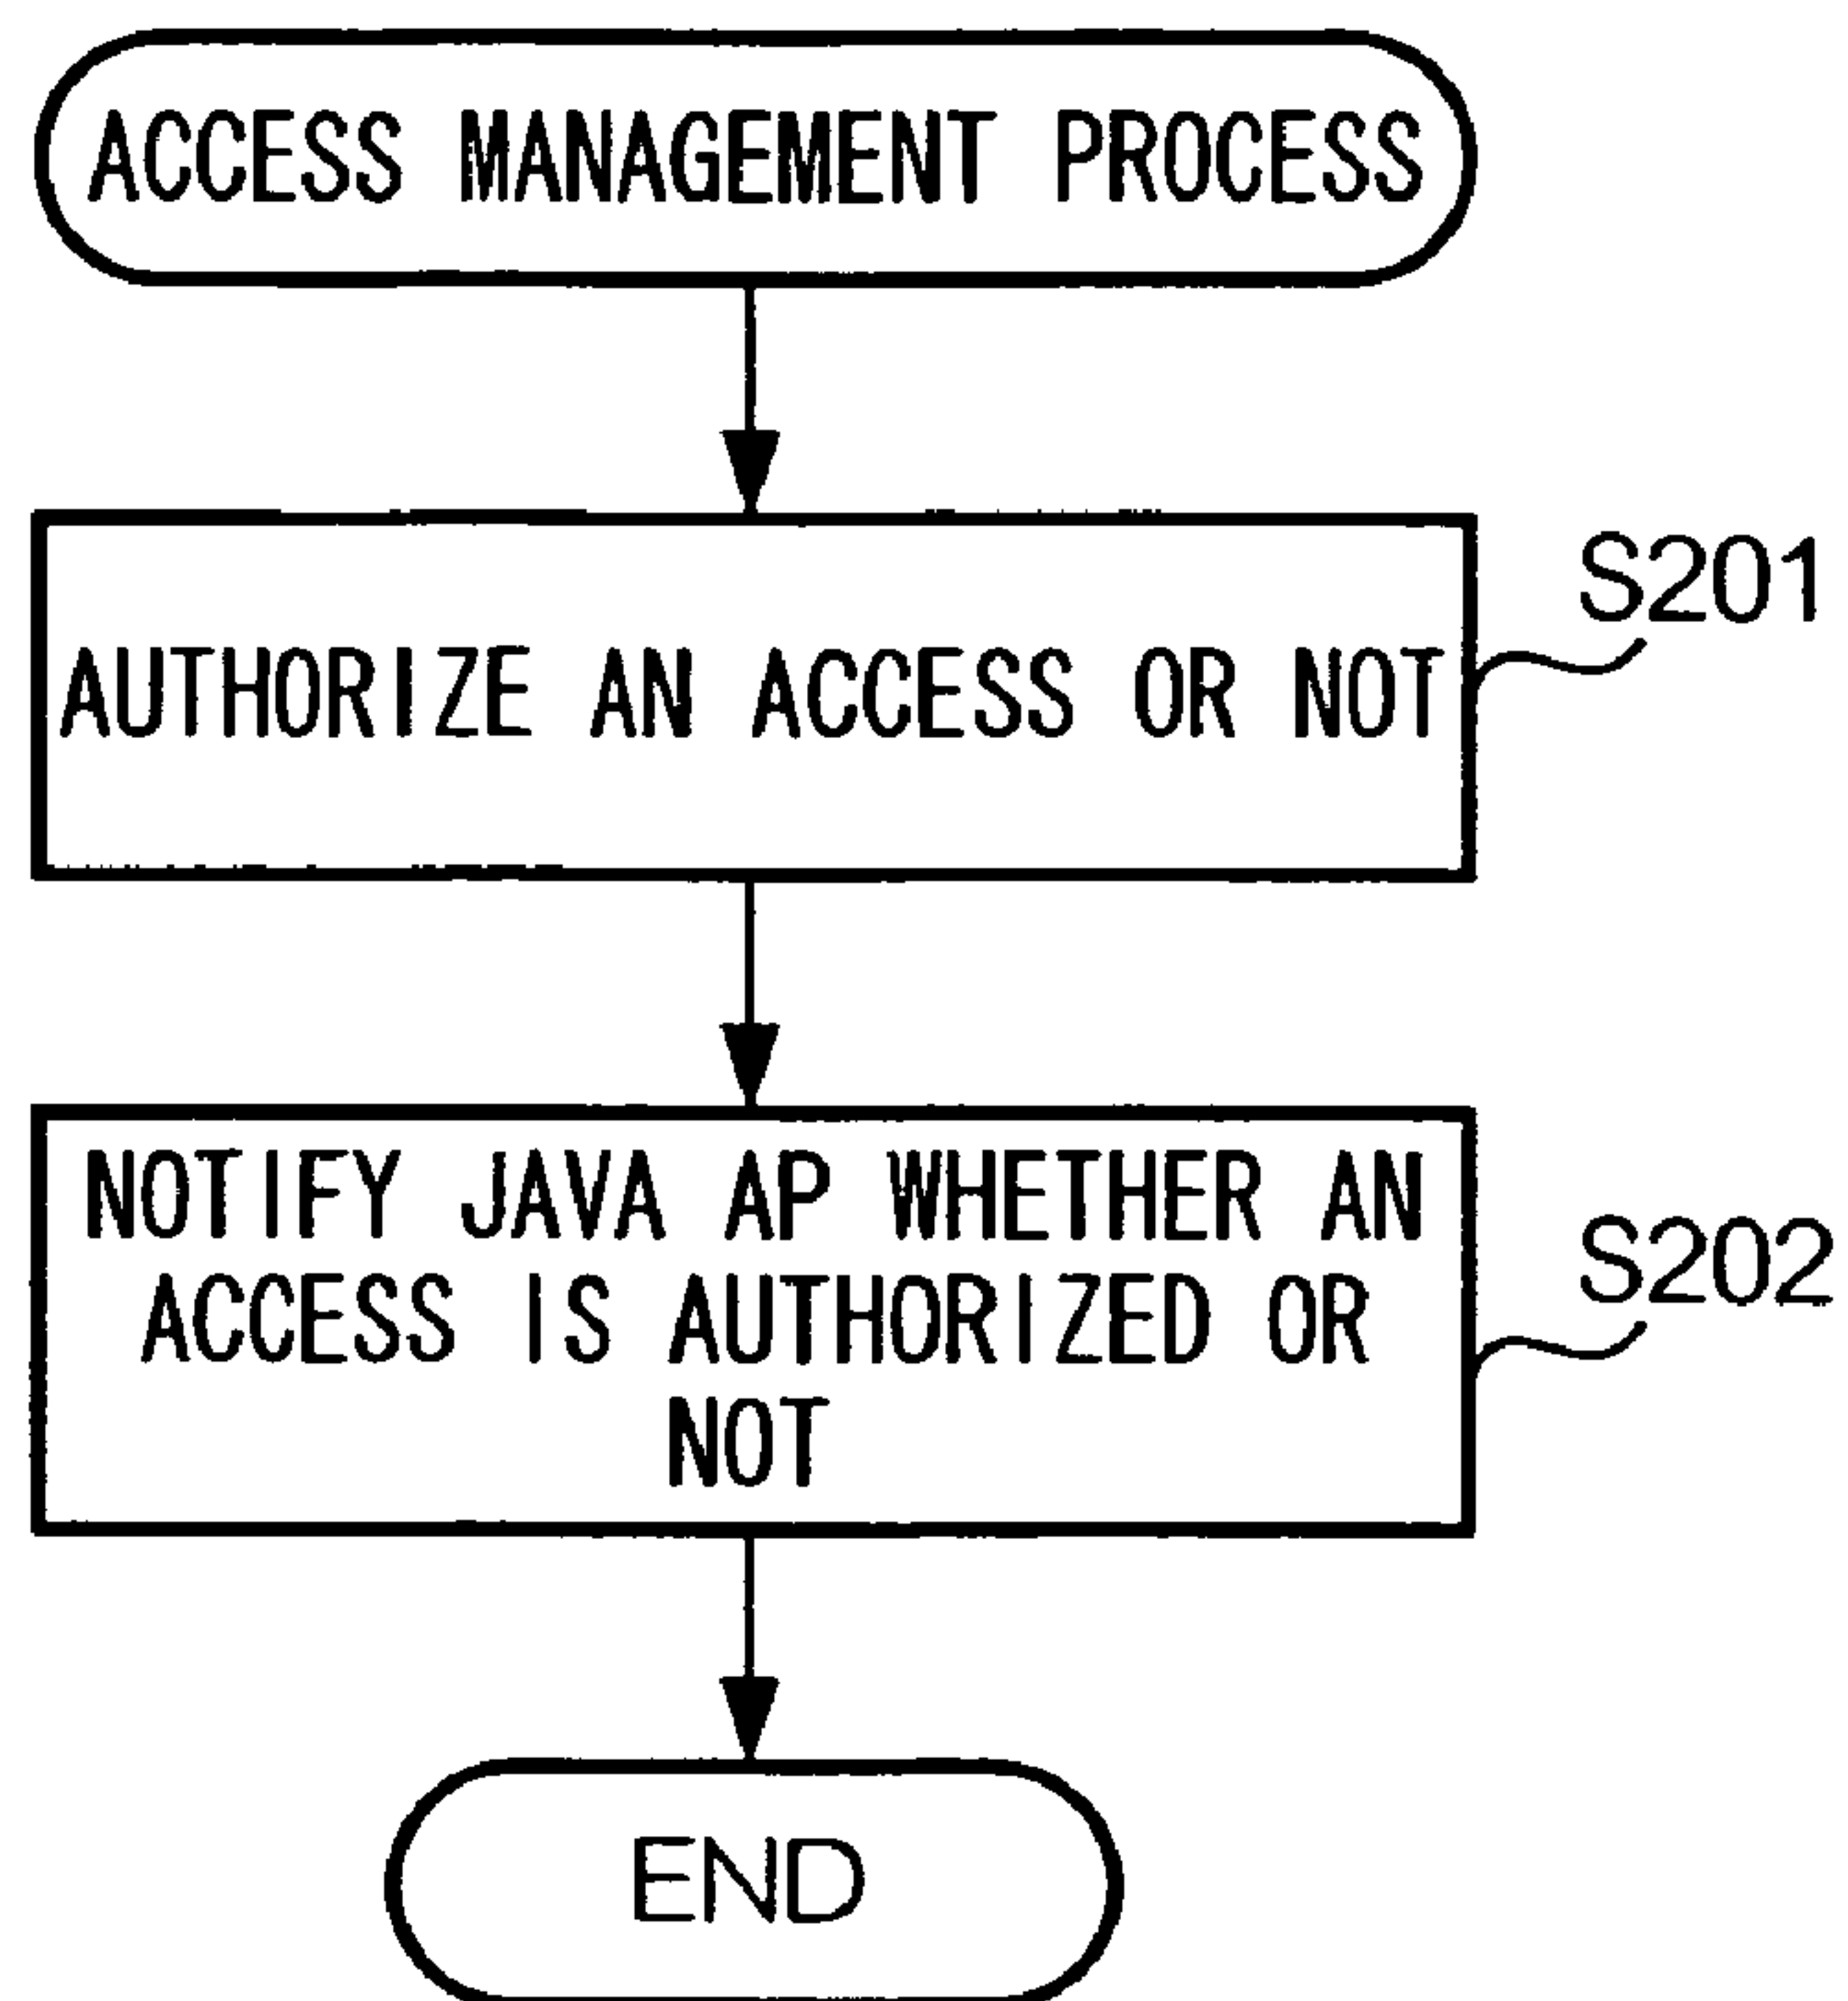 ACCESS MANAGEMENT PROCESS
S201
AUTHORIZE AN ACCESS OR NOT
NOTIFY JAVA AP WHETHER AN
S202
ACCESS IS AUTHORIZED OR
NOT
END